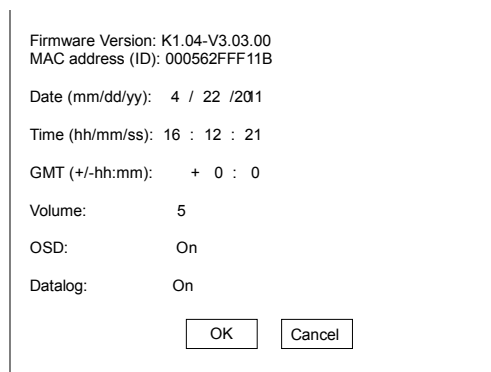 Firmware Version: K1.04-V3.03.00
MAC address (ID): 000562FFF11B
Date (mm/dd/yy): 4 / 22 /2011
Time (hh/mm/ss): 16 : 12 : 21
GMT (+/-hh:mm): + 0 : 0
Volume: 5
OSD: On
Datalog: On
OK Cancel